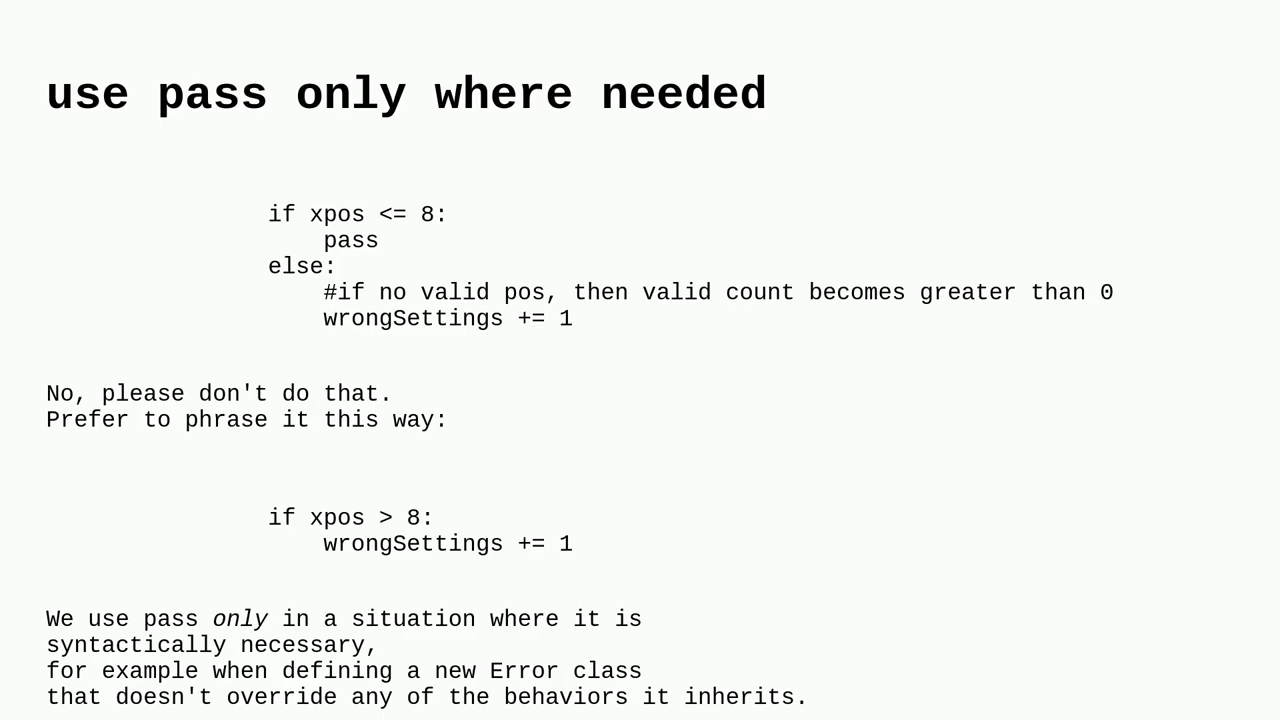 use pass only where needed
if xpos <= 8:
    pass
else:
    #if no valid pos, then valid count becomes greater than 0
    wrongSettings += 1
No, please don't do that.
Prefer to phrase it this way:
if xpos > 8:
    wrongSettings += 1
We use pass only in a situation where it is
syntactically necessary,
for example when defining a new Error class
that doesn't override any of the behaviors it inherits.